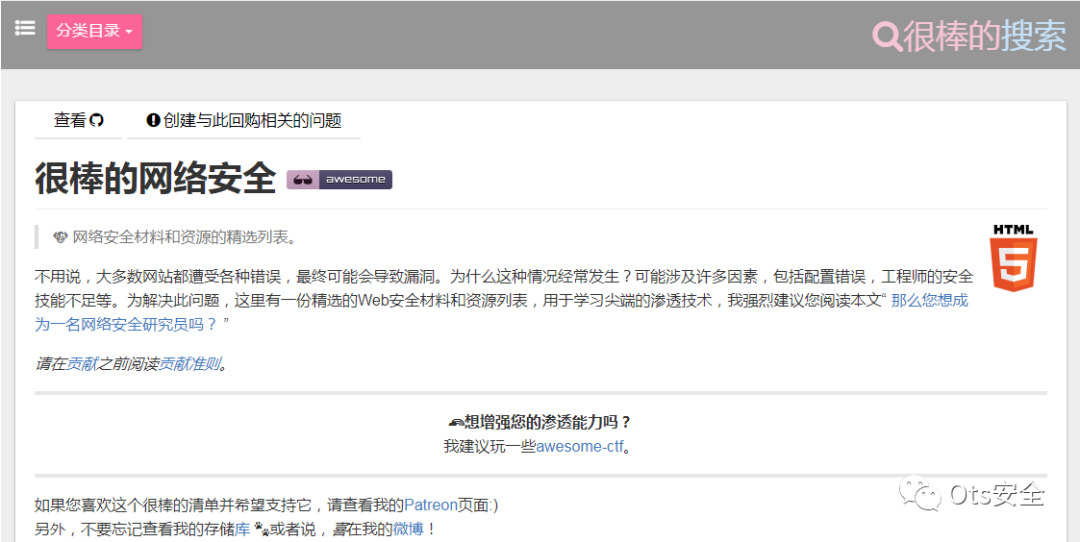 分类目录
很棒的搜索
查看
创建与此回购相关的问题
很棒的网络安全 awesome
网络安全材料和资源的精选列表。
HTML
5
不用说，大多数网站都遭受各种错误，最终可能会导致漏洞。为什么这种情况经常发生？可能涉及许多因素，包括配置错误，工程师的安全
技能不足等。为解决此问题，这里有一份精选的Web安全材料和资源列表，用于学习尖端的渗透技术，我强烈建议您阅读本文“ 那么您想成
为一名网络安全研究员吗？ ”
请在贡献之前阅读贡献准则。
想增强您的渗透能力吗？
我建议玩一些awesome-ctf。
如果您喜欢这个很棒的清单并希望支持它，请查看我的Patreon页面:)
另外，不要忘记查看我的存储库 或者说，喜在我的微博！
Ots安全